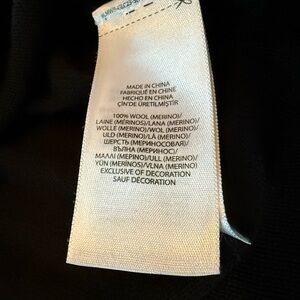 MADE IN CHINA
FABRIQUÉ EN CHINE
HECHO EN CHINA
ÇİN'DE ÜRETİLMİŞTİR
100% WOOL (MERINO)/
LAINE (MÉRINOS)/LANA (MERINO)/
WOLLE (MERINO)/WOL (MERINO)/
ULD (MERINO)/LÃ (MERINO)/
ШЕРСТЬ (МЕРИНОСОВАЯ)/
ВЪЛНА (МЕРИНОС)/
ΜΑΛΛΙ (MERINO)/ULL (MERINO)/
YÜN (MERİNOS)/VLNA (MERINO)
EXCLUSIVE OF DECORATION
SAUF DÉCORATION